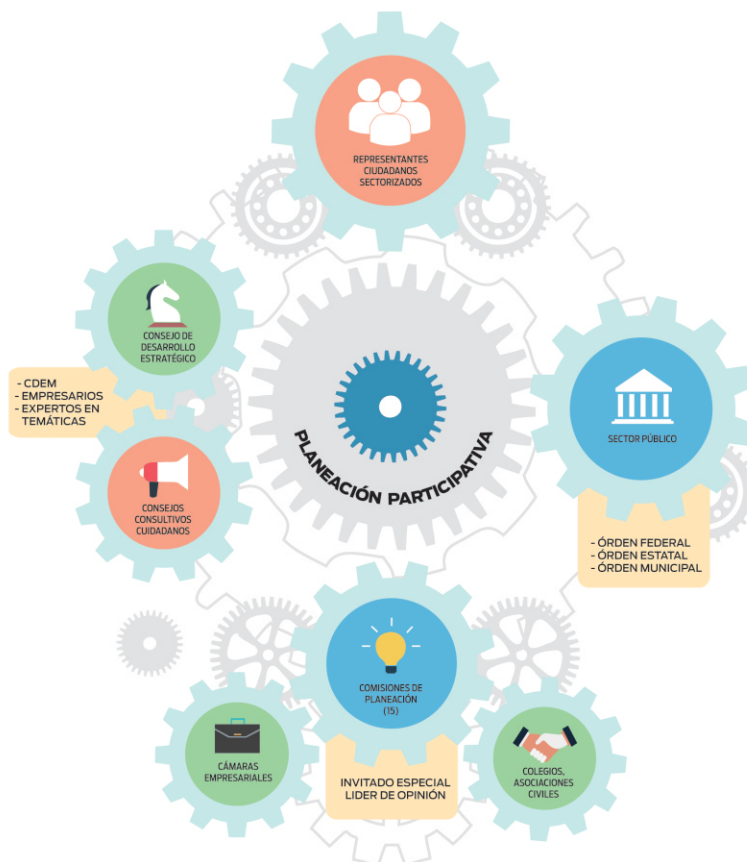 REPRESENTANTES
CIUDADANOS
SECTORIZADOS
CONSEJO DE
DESARROLLO
ESTRATÉGICO
- CDEM
- EMPRESARIOS
- EXPERTOS EN
TEMÁTICAS
CONSEJOS
CONSULTIVOS
CUIDADANOS
PLANEACIÓN PARTICIPATIVA
SECTOR PÚBLICO
- ÓRDEN FEDERAL
- ÓRDEN ESTATAL
- ÓRDEN MUNICIPAL
COMISIONES DE
PLANEACIÓN
(15)
INVITADO ESPECIAL
LIDER DE OPINIÓN
CÁMARAS
EMPRESARIALES
COLEGIOS,
ASOCIACIONES
CIVILES